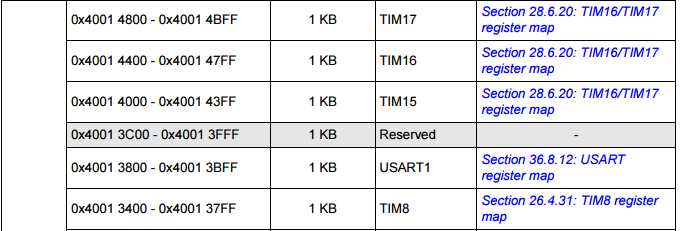 0x4001 4800 - 0x4001 4BFF 1 KB TIM17 Section 28.6.20: TIM16/TIM17
register map
0x4001 4400 - 0x4001 47FF 1 KB TIM16 Section 28.6.20: TIM16/TIM17
register map
0x4001 4000 - 0x4001 43FF 1 KB TIM15 Section 28.6.20: TIM16/TIM17
register map
0x4001 3C00 - 0x4001 3FFF 1 KB Reserved -
0x4001 3800 - 0x4001 3BFF 1 KB USART1 Section 36.8.12: USART
register map
0x4001 3400 - 0x4001 37FF 1 KB TIM8 Section 26.4.31: TIM8 register
map